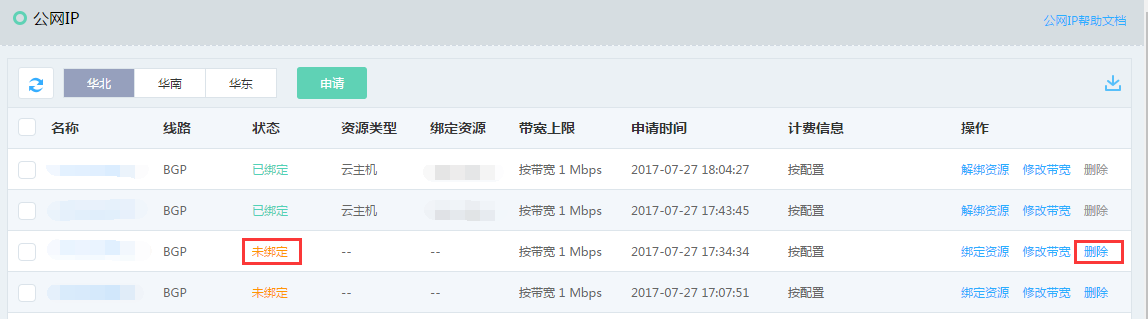 公网IP
公网IP帮助文档
华北 华南 华东 申请
名称 线路 状态 资源类型 绑定资源 带宽上限 申请时间 计费信息 操作
BGP 已绑定 云主机 按带宽 1 Mbps 2017-07-27 18:04:27 按配置 解绑资源 修改带宽 删除
BGP 已绑定 云主机 按带宽 1 Mbps 2017-07-27 17:43:45 按配置 解绑资源 修改带宽 删除
BGP 未绑定 -- -- 按带宽 1 Mbps 2017-07-27 17:34:34 按配置 绑定资源 修改带宽 删除
BGP 未绑定 -- -- 按带宽 1 Mbps 2017-07-27 17:07:51 按配置 绑定资源 修改带宽 删除